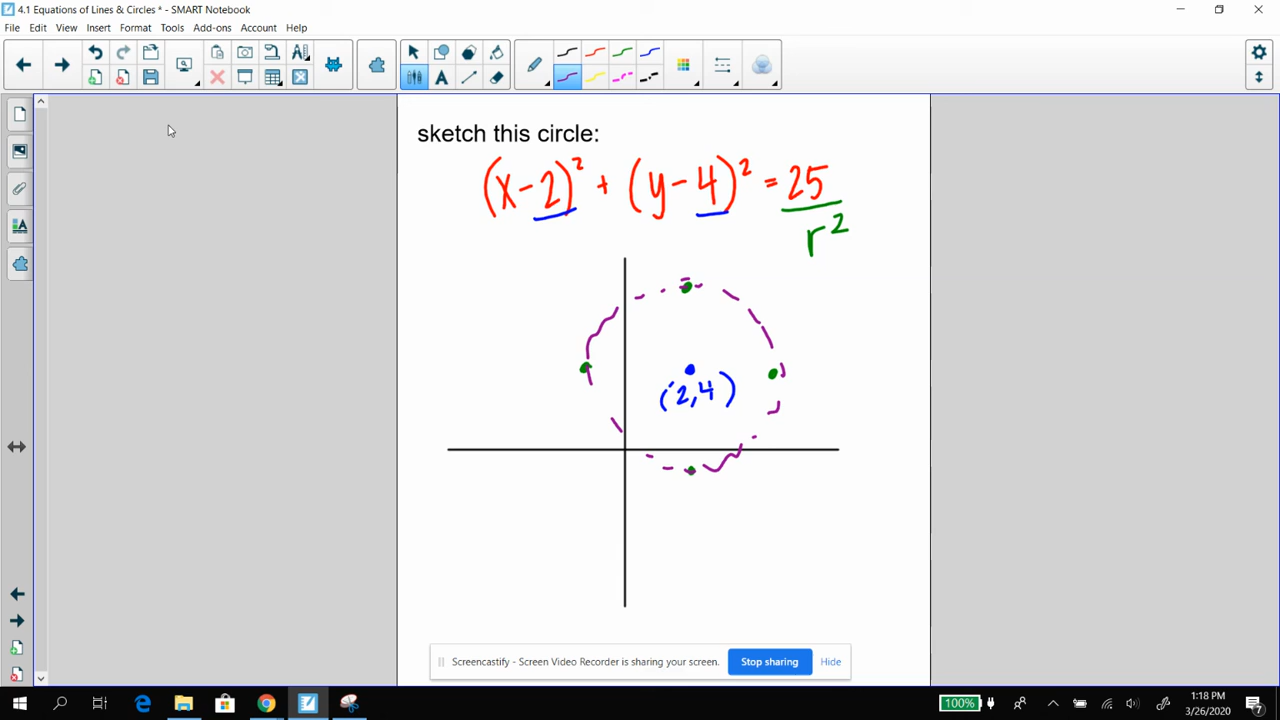 4.1 Equations of Lines & Circles * - SMART Notebook
File Edit View Insert Format Tools Add-ons Account Help
sketch this circle:
(x-2)² + (y-4)² = 25
r²
(2,4)
Screencastify - Screen Video Recorder is sharing your screen. Stop sharing Hide
100% 1:18 PM
3/26/2020 7